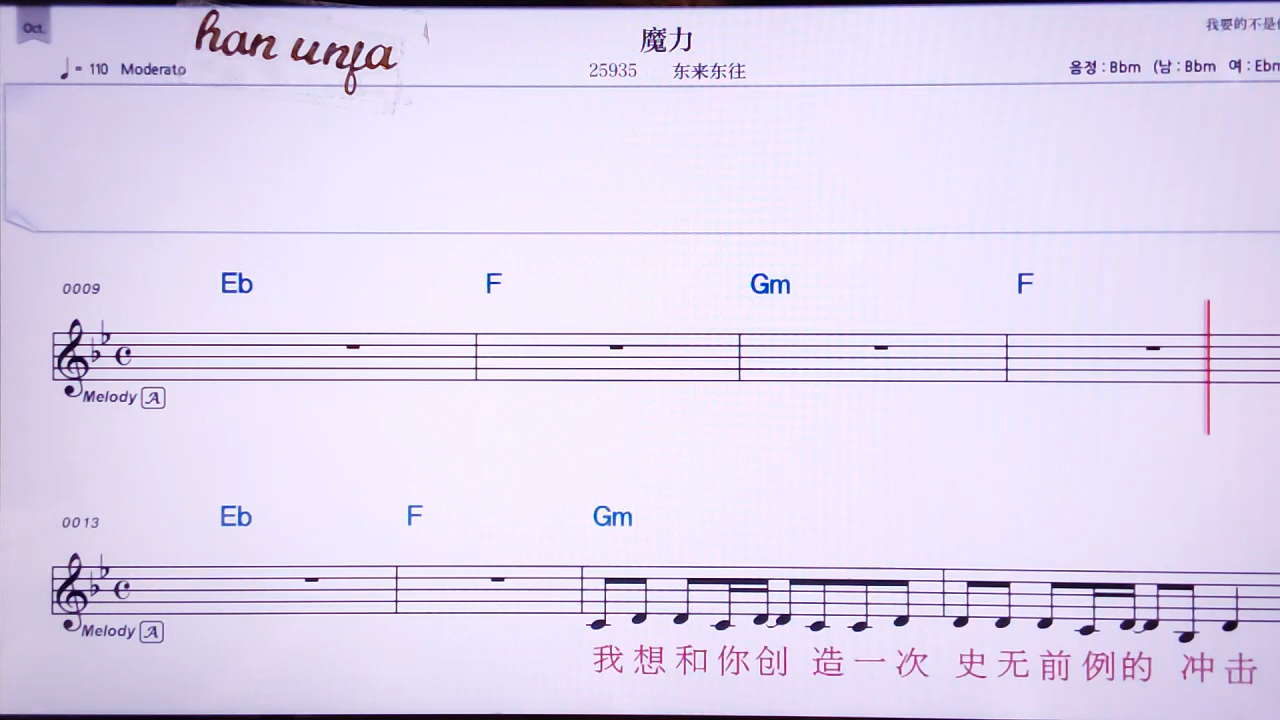 Oct.
han unfa
魔力
我要的不是
♩= 110 Moderato
25935 东来东往
음정 : Bbm (남 : Bbm 여 : Ebm
0009 Eb F Gm F
Melody A
0013 Eb F Gm
Melody A
我想和你创造一次 史无前例的 冲击